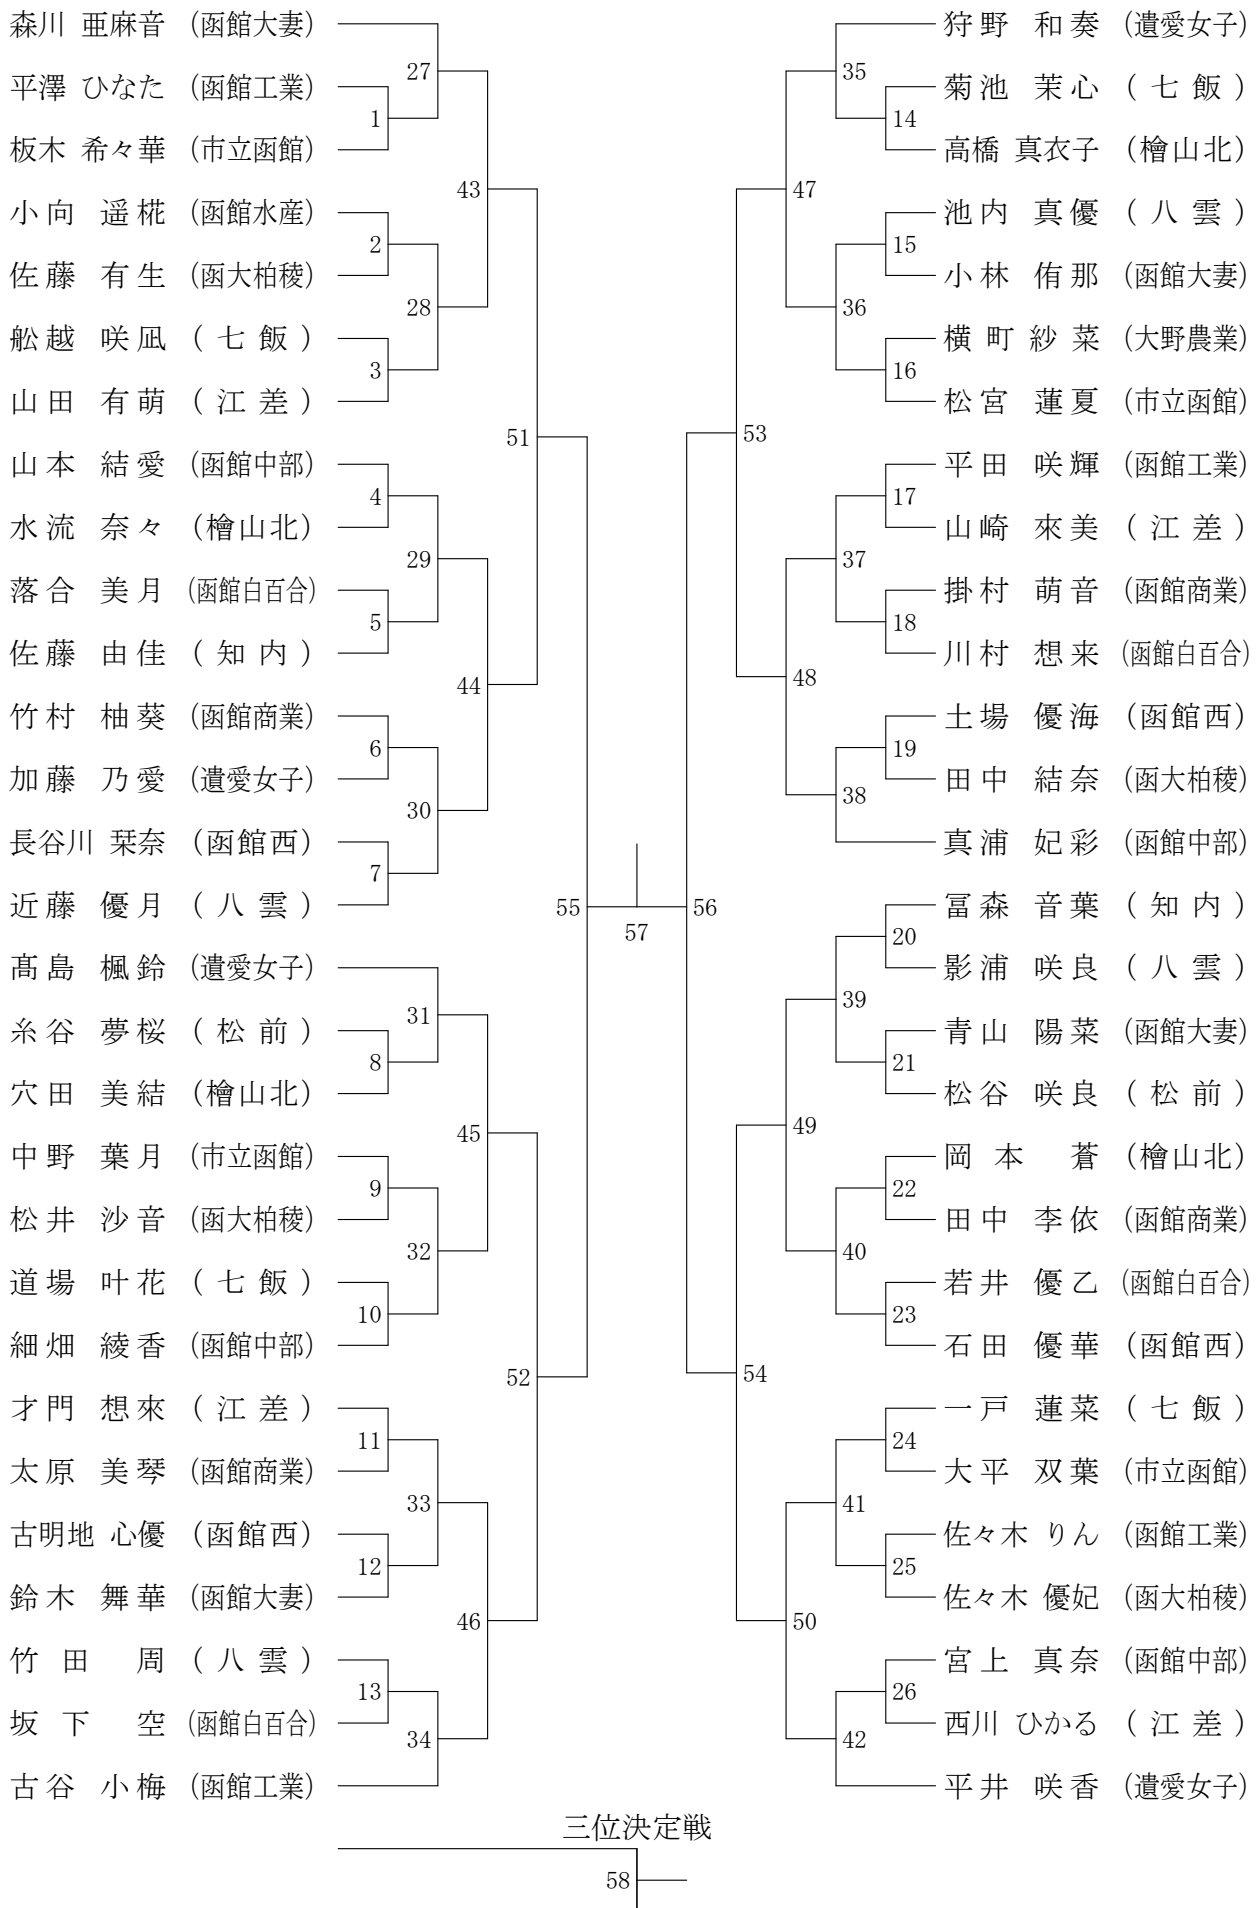 森川 亜麻音 (函館大妻)
平澤 ひなた (函館工業)
板木 希々華 (市立函館)
小向 遥椛 (函館水産)
佐藤 有生 (函大柏稜)
舩越 咲凪 (七飯)
山田 有萌 (江差)
山本 結愛 (函館中部)
水流 奈々 (檜山北)
落合 美月 (函館白百合)
佐藤 由佳 (知内)
竹村 柚葵 (函館商業)
加藤 乃愛 (遺愛女子)
長谷川 栞奈 (函館西)
近藤 優月 (八雲)
髙島 楓鈴 (遺愛女子)
糸谷 夢桜 (松前)
穴田 美結 (檜山北)
中野 葉月 (市立函館)
松井 沙音 (函大柏稜)
道場 叶花 (七飯)
細畑 綾香 (函館中部)
才門 想來 (江差)
太原 美琴 (函館商業)
古明地 心優 (函館西)
鈴木 舞華 (函館大妻)
竹田 周 (八雲)
坂下 空 (函館白百合)
古谷 小梅 (函館工業)
1
2
3
4
5
6
7
8
9
10
11
12
13
27
28
29
30
31
32
33
34
43
44
45
46
51
52
55
57
56
53
54
47
48
49
50
35
36
37
38
39
40
41
42
14
15
16
17
18
19
20
21
22
23
24
25
26
狩野 和奏 (遺愛女子)
菊池 茉心 (七飯)
高橋 真衣子 (檜山北)
池内 真優 (八雲)
小林 侑那 (函館大妻)
横町 紗菜 (大野農業)
松宮 蓮夏 (市立函館)
平田 咲輝 (函館工業)
山崎 來美 (江差)
掛村 萌音 (函館商業)
川村 想来 (函館白百合)
土場 優海 (函館西)
田中 結奈 (函大柏稜)
真浦 妃彩 (函館中部)
冨森 音葉 (知内)
影浦 咲良 (八雲)
青山 陽菜 (函館大妻)
松谷 咲良 (松前)
岡本 蒼 (檜山北)
田中 李依 (函館商業)
若井 優乙 (函館白百合)
石田 優華 (函館西)
一戸 蓮菜 (七飯)
大平 双葉 (市立函館)
佐々木 りん (函館工業)
佐々木 優妃 (函大柏稜)
宮上 真奈 (函館中部)
西川 ひかる (江差)
平井 咲香 (遺愛女子)
三位決定戦
58